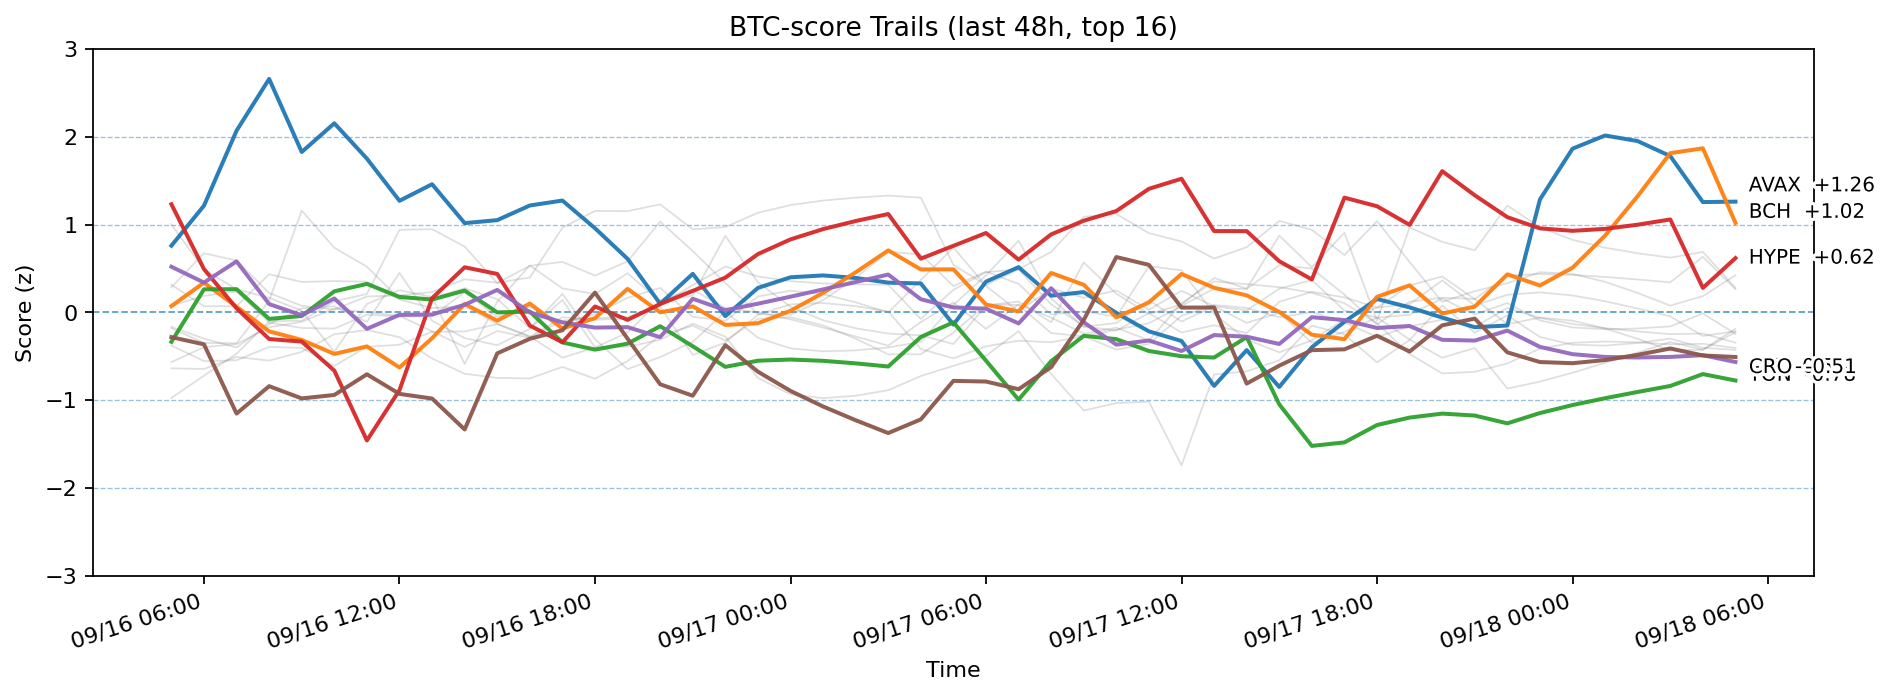 BTC-score Trails (last 48h, top 16)
3
2
1
0
−1
−2
−3
Score (z)
AVAX +1.26
BCH +1.02
HYPE +0.62
CRO
09/16 06:00
09/16 12:00
09/16 18:00
09/17 00:00
09/17 06:00
09/17 12:00
09/17 18:00
09/18 00:00
09/18 06:00
Time